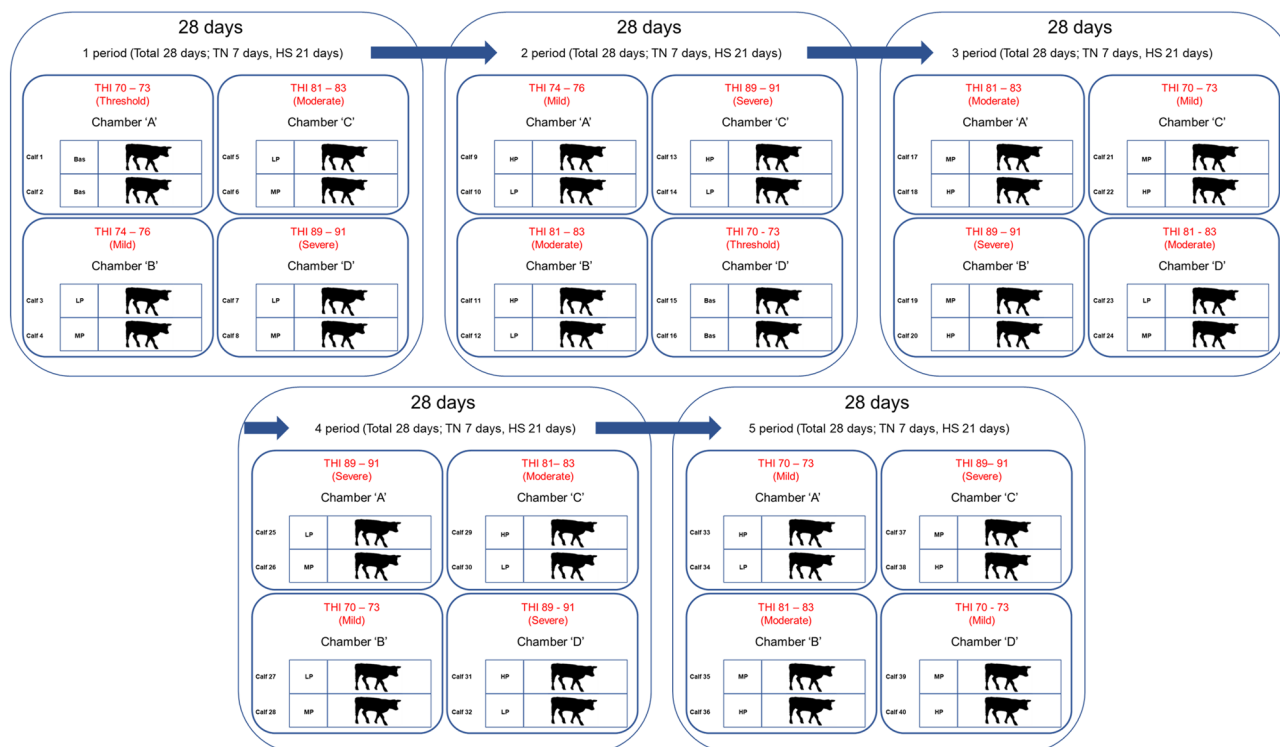 28 days
1 period (Total 28 days; TN 7 days, HS 21 days)
THI 70 – 73
(Threshold)
Chamber ‘A’
Calf 1 Bas
Calf 2 Bas
THI 81 – 83
(Moderate)
Chamber ‘C’
Calf 5 LP
Calf 6 MP
THI 74 – 76
(Mild)
Chamber ‘B’
Calf 3 LP
Calf 4 MP
THI 89 – 91
(Severe)
Chamber ‘D’
Calf 7 LP
Calf 8 MP
28 days
2 period (Total 28 days; TN 7 days, HS 21 days)
THI 74 – 76
(Mild)
Chamber ‘A’
Calf 9 HP
Calf 10 LP
THI 89 – 91
(Severe)
Chamber ‘C’
Calf 13 HP
Calf 14 LP
THI 81 – 83
(Moderate)
Chamber ‘B’
Calf 11 HP
Calf 12 LP
THI 70 - 73
(Threshold)
Chamber ‘D’
Calf 15 Bas
Calf 16 Bas
28 days
3 period (Total 28 days; TN 7 days, HS 21 days)
THI 81 – 83
(Moderate)
Chamber ‘A’
Calf 17 MP
Calf 18 HP
THI 70 – 73
(Mild)
Chamber ‘C’
Calf 21 MP
Calf 22 HP
THI 89 – 91
(Severe)
Chamber ‘B’
Calf 19 MP
Calf 20 HP
THI 81 - 83
(Moderate)
Chamber ‘D’
Calf 23 LP
Calf 24 MP
28 days
4 period (Total 28 days; TN 7 days, HS 21 days)
THI 89 – 91
(Severe)
Chamber ‘A’
Calf 25 LP
Calf 26 MP
THI 81– 83
(Moderate)
Chamber ‘C’
Calf 29 HP
Calf 30 LP
THI 70 – 73
(Mild)
Chamber ‘B’
Calf 27 LP
Calf 28 MP
THI 89 - 91
(Severe)
Chamber ‘D’
Calf 31 HP
Calf 32 LP
28 days
5 period (Total 28 days; TN 7 days, HS 21 days)
THI 70 – 73
(Mild)
Chamber ‘A’
Calf 33 HP
Calf 34 LP
THI 89– 91
(Severe)
Chamber ‘C’
Calf 37 MP
Calf 38 HP
THI 81 – 83
(Moderate)
Chamber ‘B’
Calf 35 MP
Calf 36 HP
THI 70 - 73
(Mild)
Chamber ‘D’
Calf 39 MP
Calf 40 HP